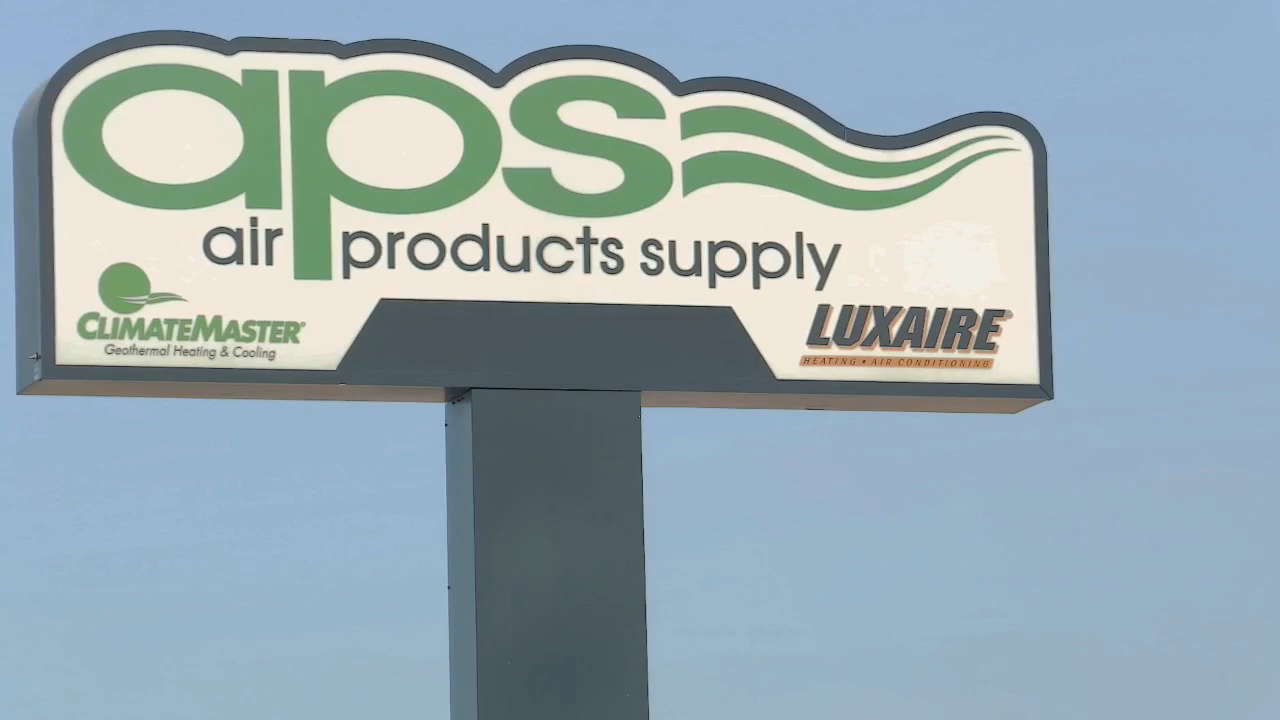 aps
air products supply
CLIMATEMASTER®
Geothermal Heating & Cooling
LUXAIRE®
HEATING • AIR CONDITIONING